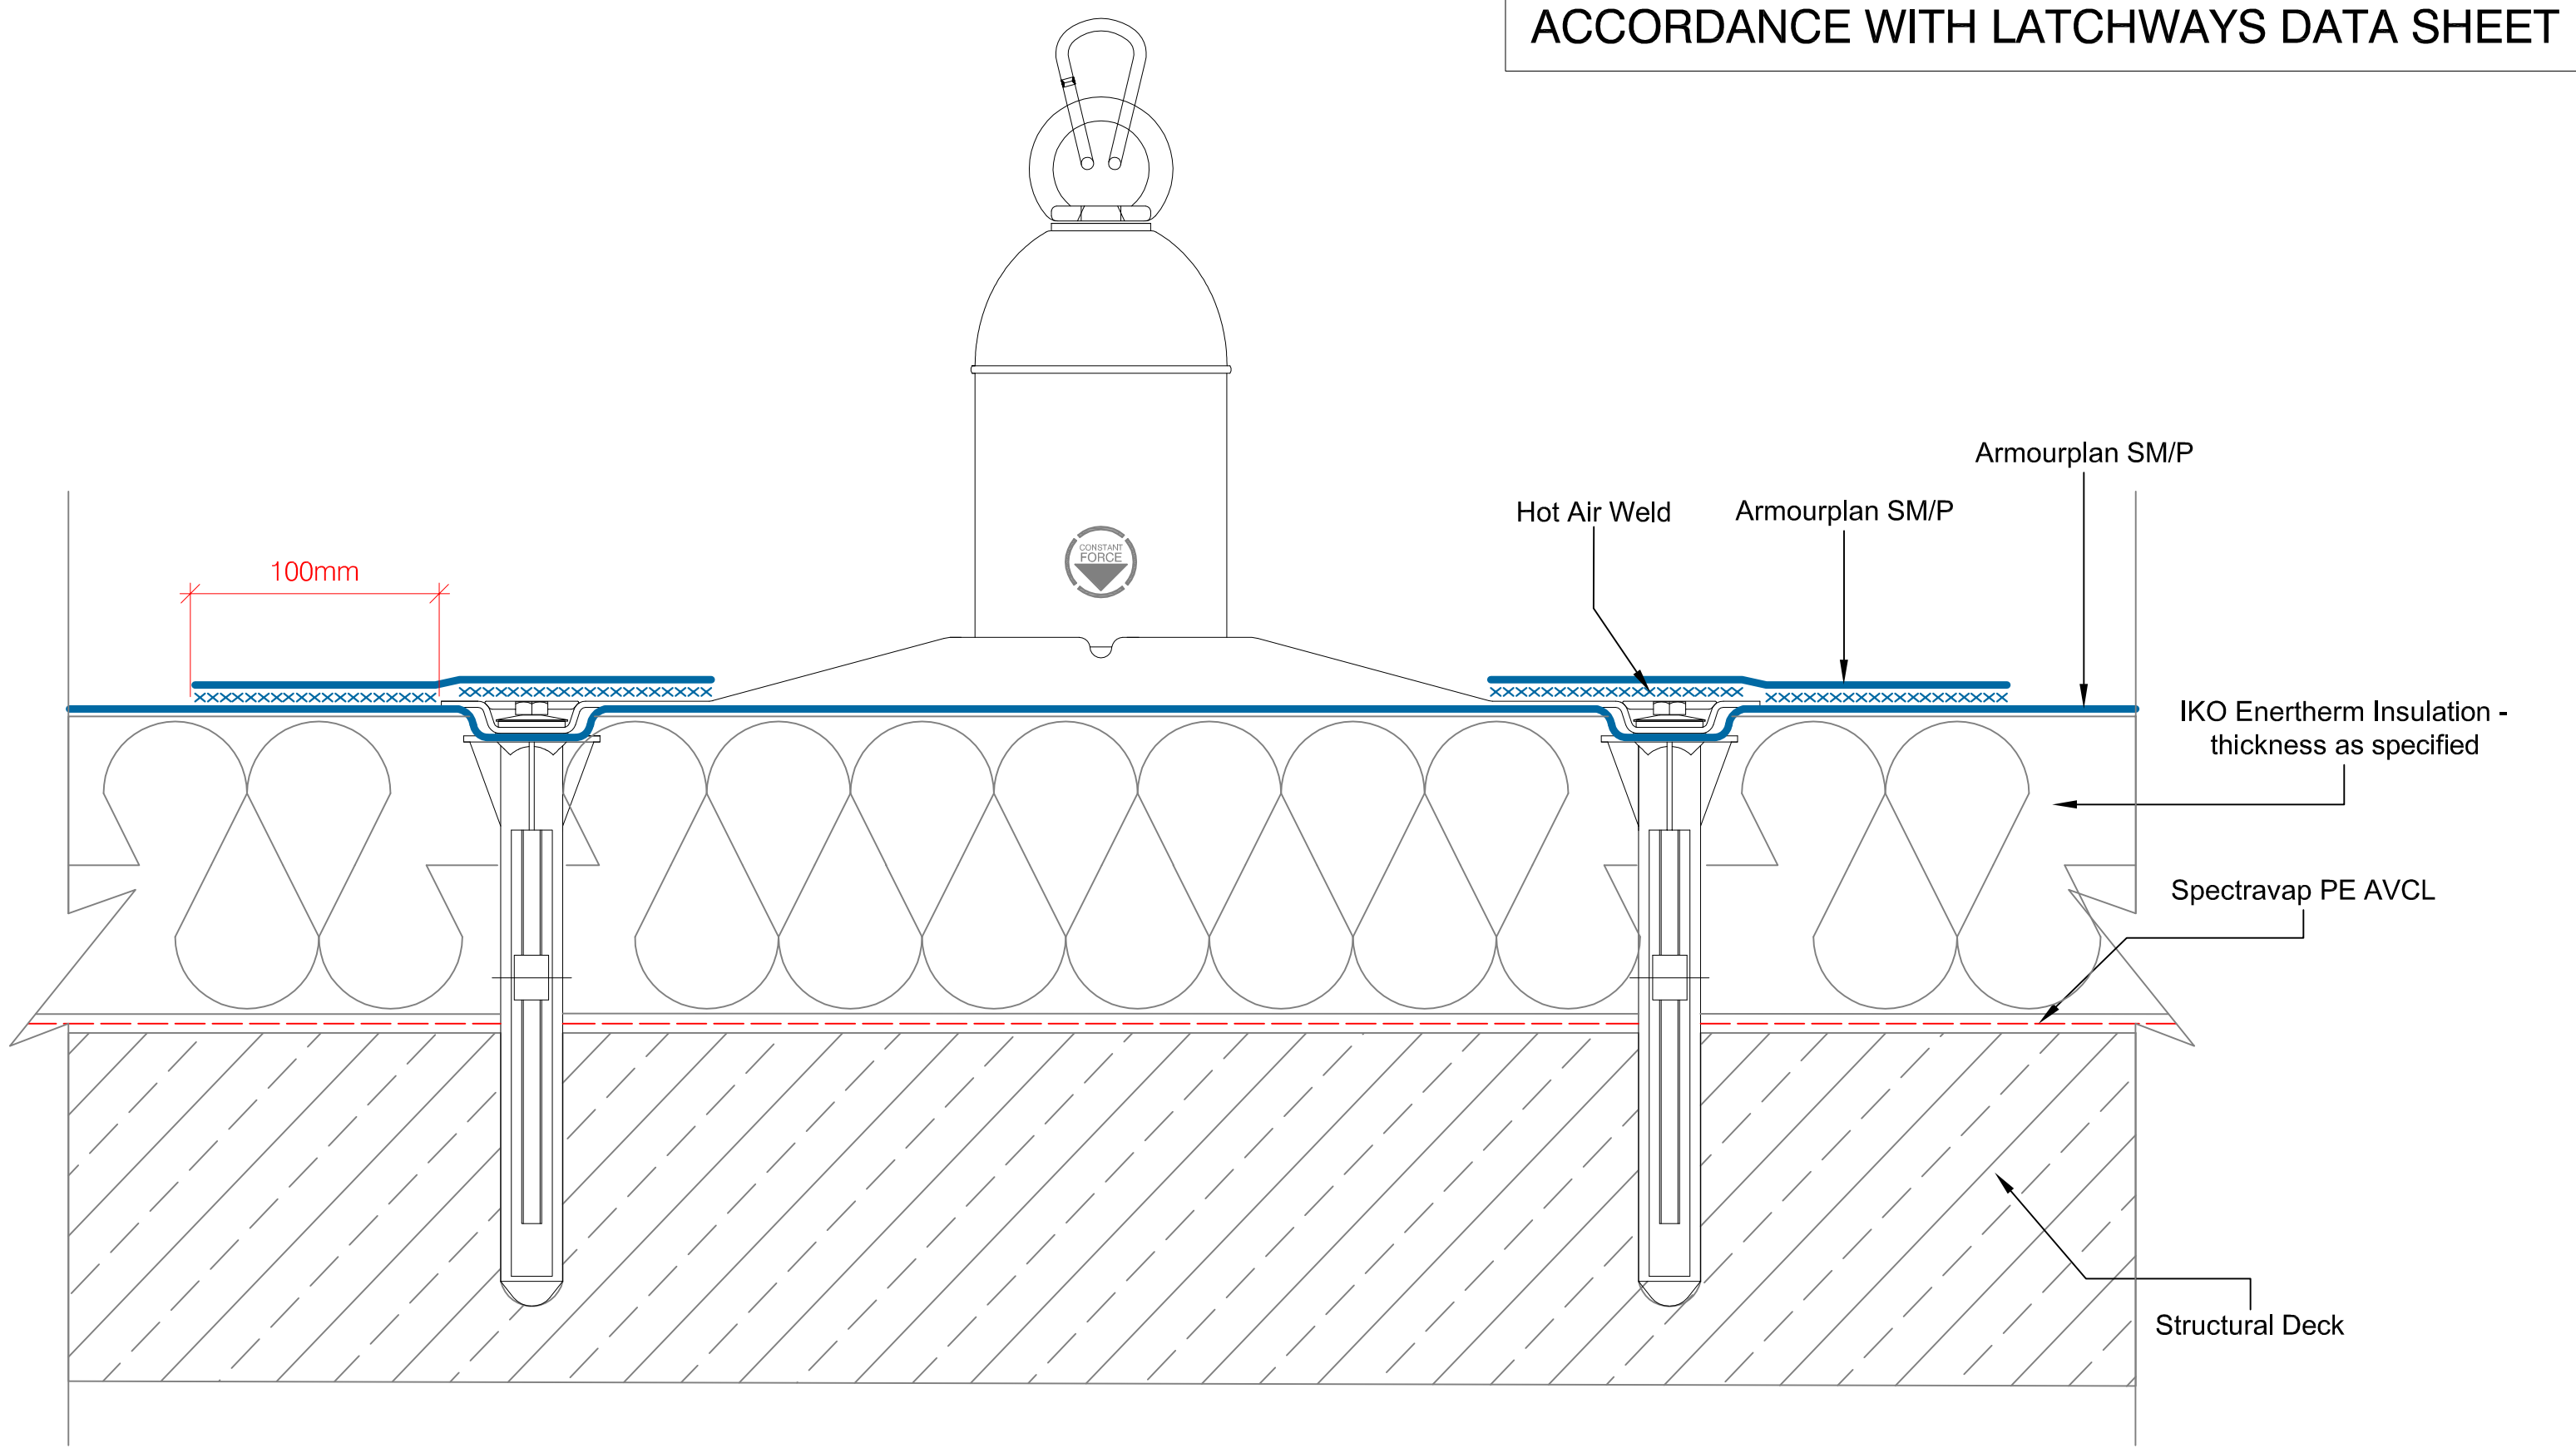 ACCORDANCE WITH LATCHWAYS DATA SHEET
Armourplan SM/P
Hot Air Weld
Armourplan SM/P
CONSTANT
FORCE
100mm
IKO Enertherm Insulation -
thickness as specified
Spectravap PE AVCL
Structural Deck